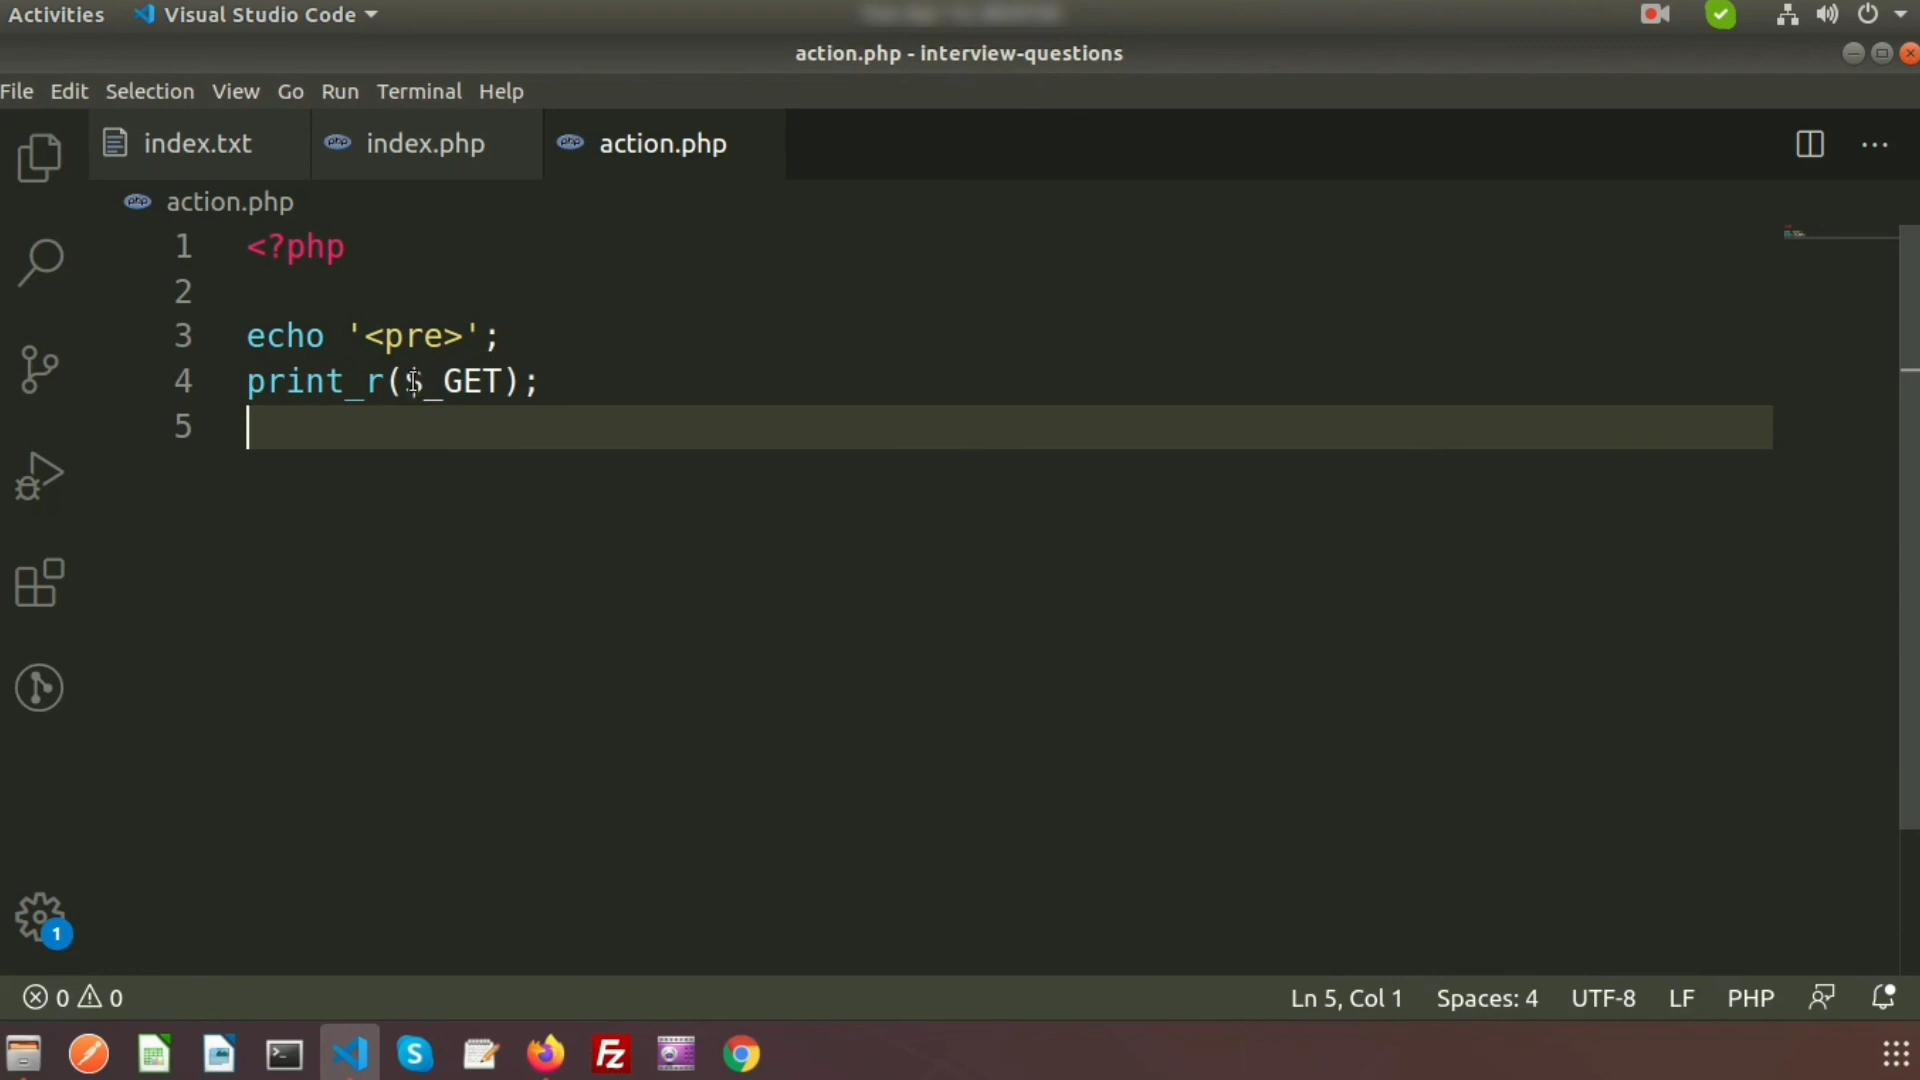 Activities Visual Studio Code
action.php - interview-questions
File Edit Selection View Go Run Terminal Help
index.txt index.php action.php
action.php
1 <?php
2
3 echo '<pre>';
4 print_r($_GET);
5
1
0 0 Ln 5, Col 1 Spaces: 4 UTF-8 LF PHP